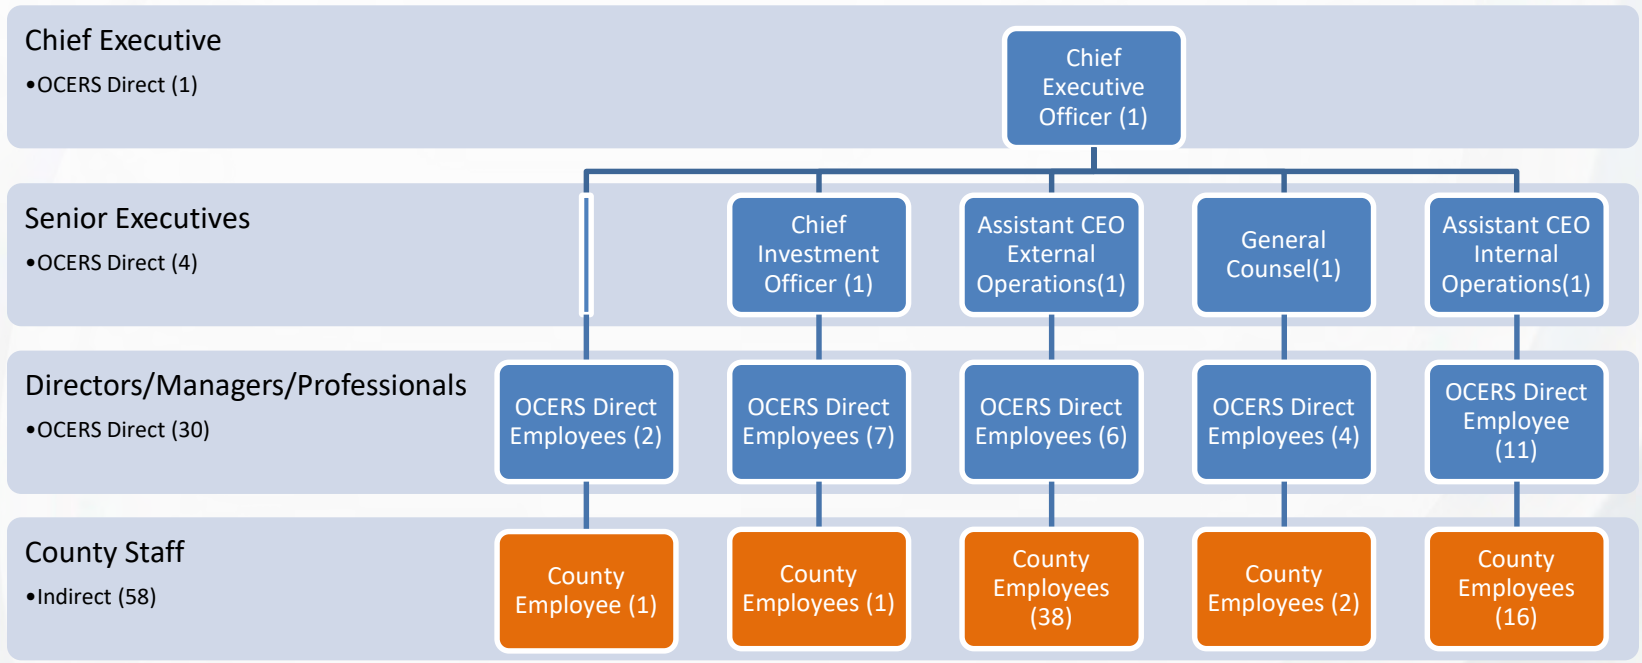 Chief Executive
•OCERS Direct (1)
Chief
Executive
Officer (1)
Senior Executives
•OCERS Direct (4)
Chief
Investment
Officer (1)
Assistant CEO
External
Operations(1)
General
Counsel(1)
Assistant CEO
Internal
Operations(1)
Directors/Managers/Professionals
•OCERS Direct (30)
OCERS Direct
Employees (2)
OCERS Direct
Employees (7)
OCERS Direct
Employees (6)
OCERS Direct
Employees (4)
OCERS Direct
Employee
(11)
County Staff
•Indirect (58)
County
Employee (1)
County
Employees (1)
County
Employees
(38)
County
Employees (2)
County
Employees
(16)